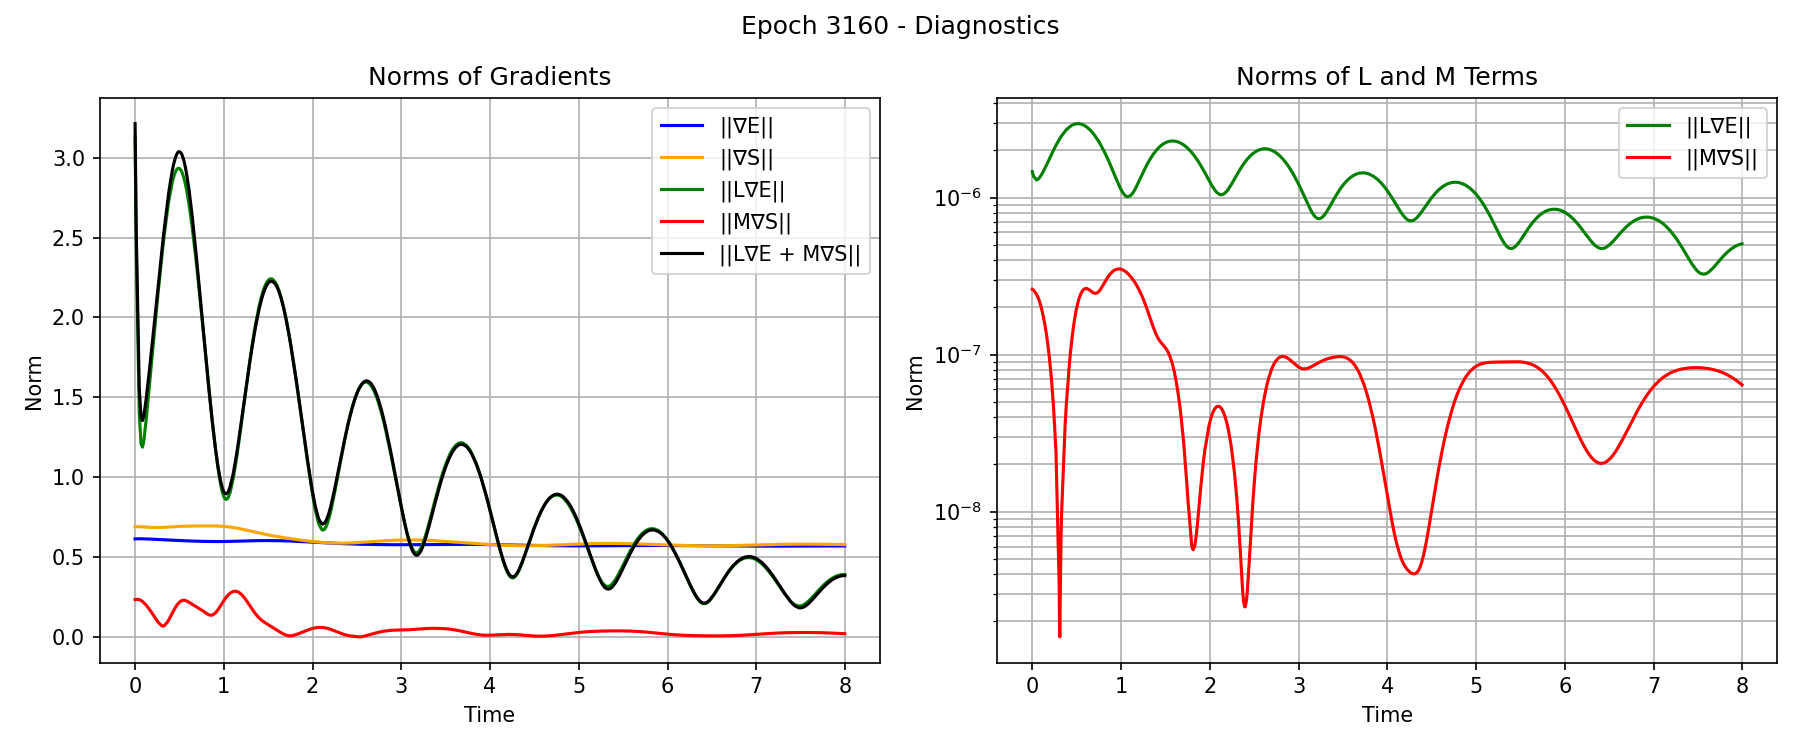 Epoch 3160 - Diagnostics
Norms of Gradients
Norm
3.0
2.5
2.0
1.5
1.0
0.5
0.0
||∇E||
||∇S||
||L∇E||
||M∇S||
||L∇E + M∇S||
0 1 2 3 4 5 6 7 8
Time
Norms of L and M Terms
Norm
10⁻⁶
10⁻⁷
10⁻⁸
||L∇E||
||M∇S||
0 1 2 3 4 5 6 7 8
Time